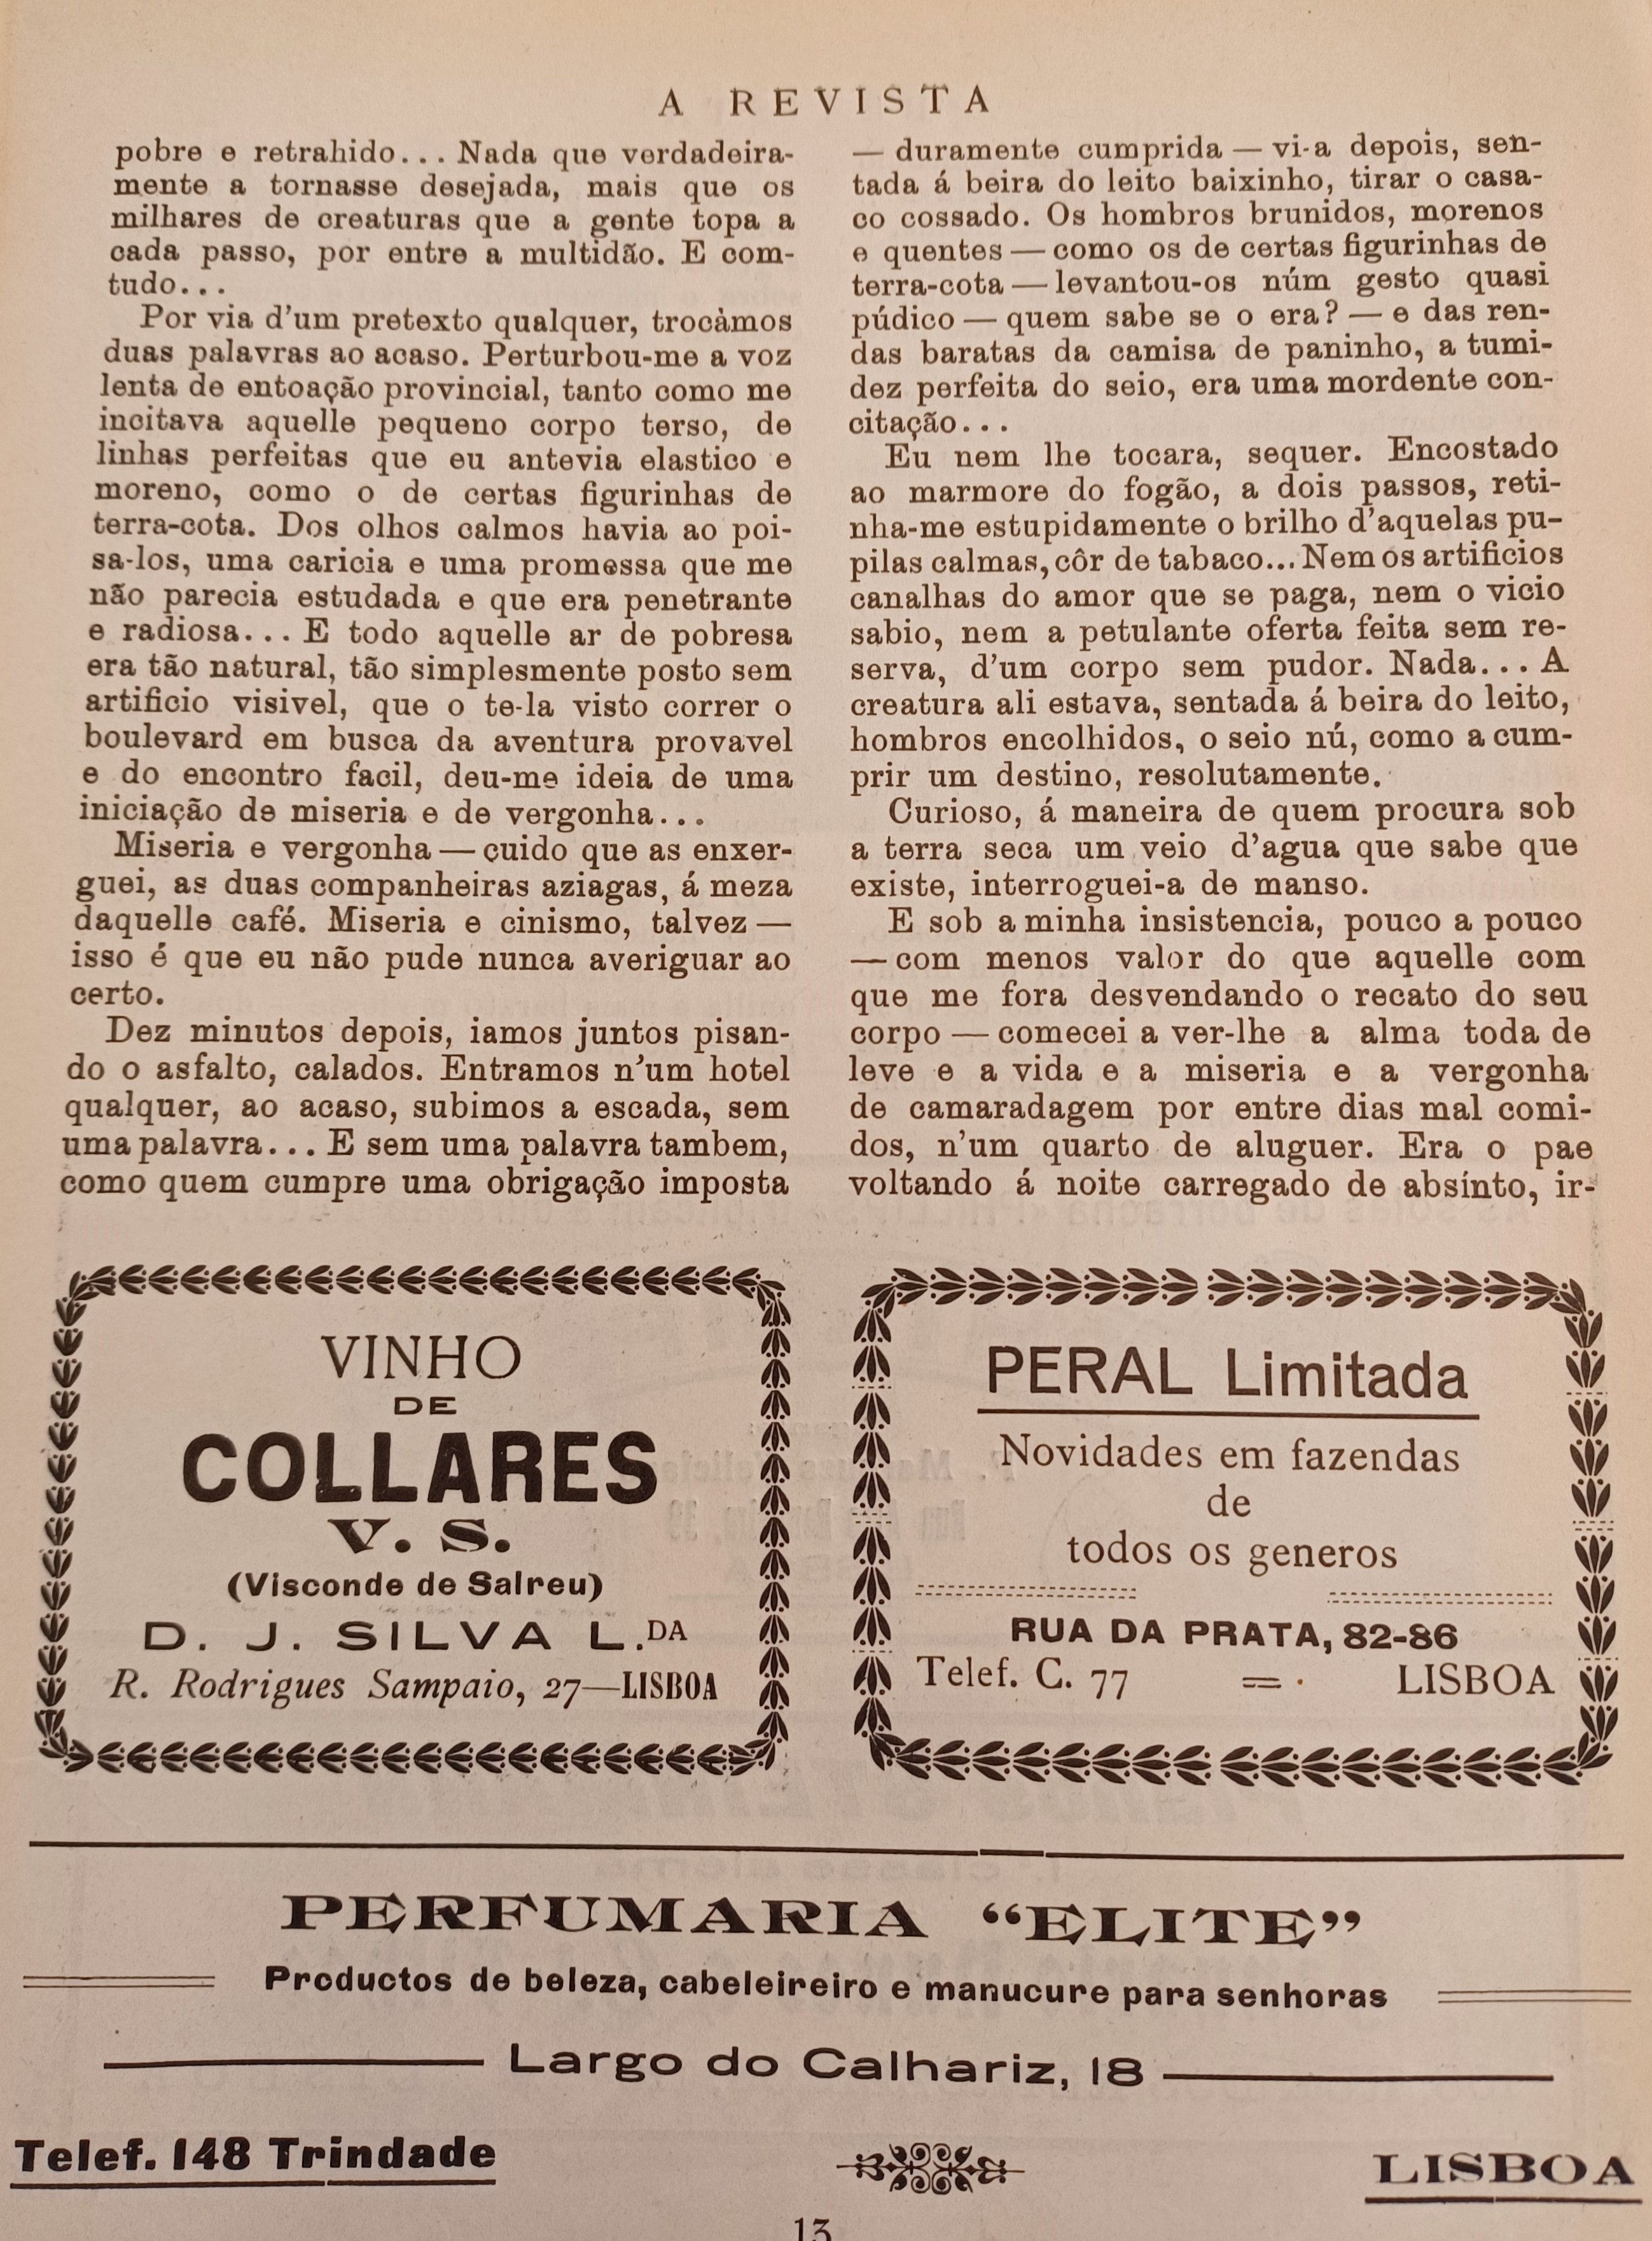 A REVISTA
pobre e retrahido... Nada que verdadeira-
mente a tornasse desejada, mais que os
milhares de creaturas que a gente topa a
cada passo, por entre a multidão. E com-
tudo...
Por via d'um pretexto qualquer, trocàmos
duas palavras ao acaso. Perturbou-me a voz
lenta de entoação provincial, tanto como me
incitava aquelle pequeno corpo terso, de
linhas perfeitas que eu antevia elastico e
moreno, como o de certas figurinhas de
terra-cota. Dos olhos calmos havia ao poi-
sa-los, uma caricia e uma promessa que me
não parecia estudada e que era penetrante
e radiosa... E todo aquelle ar de pobresa
era tão natural, tão simplesmente posto sem
artificio visivel, que o te-la visto correr o
boulevard em busca da aventura provavel
e do encontro facil, deu-me ideia de uma
iniciação de miseria e de vergonha...
Miseria e vergonha — cuido que as enxer-
guei, as duas companheiras aziagas, á meza
daquelle café. Miseria e cinismo, talvez —
isso é que eu não pude nunca averiguar ao
certo.
Dez minutos depois, iamos juntos pisan-
do o asfalto, calados. Entramos n'um hotel
qualquer, ao acaso, subimos a escada, sem
uma palavra... E sem uma palavra tambem,
como quem cumpre uma obrigação imposta
— duramente cumprida — vi-a depois, sen-
tada á beira do leito baixinho, tirar o casa-
co cossado. Os hombros brunidos, morenos
e quentes — como os de certas figurinhas de
terra-cota — levantou-os núm gesto quasi
púdico — quem sabe se o era? — e das ren-
das baratas da camisa de paninho, a tumi-
dez perfeita do seio, era uma mordente con-
citação...
Eu nem lhe tocara, sequer. Encostado
ao marmore do fogão, a dois passos, reti-
nha-me estupidamente o brilho d'aquelas pu-
pilas calmas, côr de tabaco... Nem os artificios
canalhas do amor que se paga, nem o vicio
sabio, nem a petulante oferta feita sem re-
serva, d'um corpo sem pudor. Nada... A
creatura ali estava, sentada á beira do leito,
hombros encolhidos, o seio nú, como a cum-
prir um destino, resolutamente.
Curioso, á maneira de quem procura sob
a terra seca um veio d'agua que sabe que
existe, interroguei-a de manso.
E sob a minha insistencia, pouco a pouco
— com menos valor do que aquelle com
que me fora desvendando o recato do seu
corpo — comecei a ver-lhe a alma toda de
leve e a vida e a miseria e a vergonha
de camaradagem por entre dias mal comi-
dos, n'um quarto de aluguer. Era o pae
voltando á noite carregado de absínto, ir-
VINHO
DE
COLLARES
V. S.
(Visconde de Salreu)
D. J. SILVA L.DA
R. Rodrigues Sampaio, 27—LISBOA
PERAL Limitada
Novidades em fazendas
de
todos os generos
RUA DA PRATA, 82-86
Telef. C. 77 = LISBOA
PERFUMARIA "ELITE"
Productos de beleza, cabeleireiro e manucure para senhoras
Largo do Calhariz, 18
Telef. 148 Trindade LISBOA
13